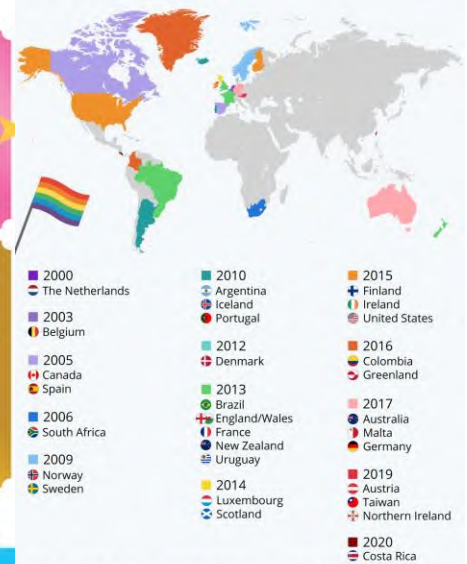 2000
The Netherlands
2003
Belgium
2005
Canada
Spain
2006
South Africa
2009
Norway
Sweden
2010
Argentina
Iceland
Portugal
2012
Denmark
2013
Brazil
England/Wales
France
New Zealand
Uruguay
2014
Luxembourg
Scotland
2015
Finland
Ireland
United States
2016
Colombia
Greenland
2017
Australia
Malta
Germany
2019
Austria
Taiwan
Northern Ireland
2020
Costa Rica